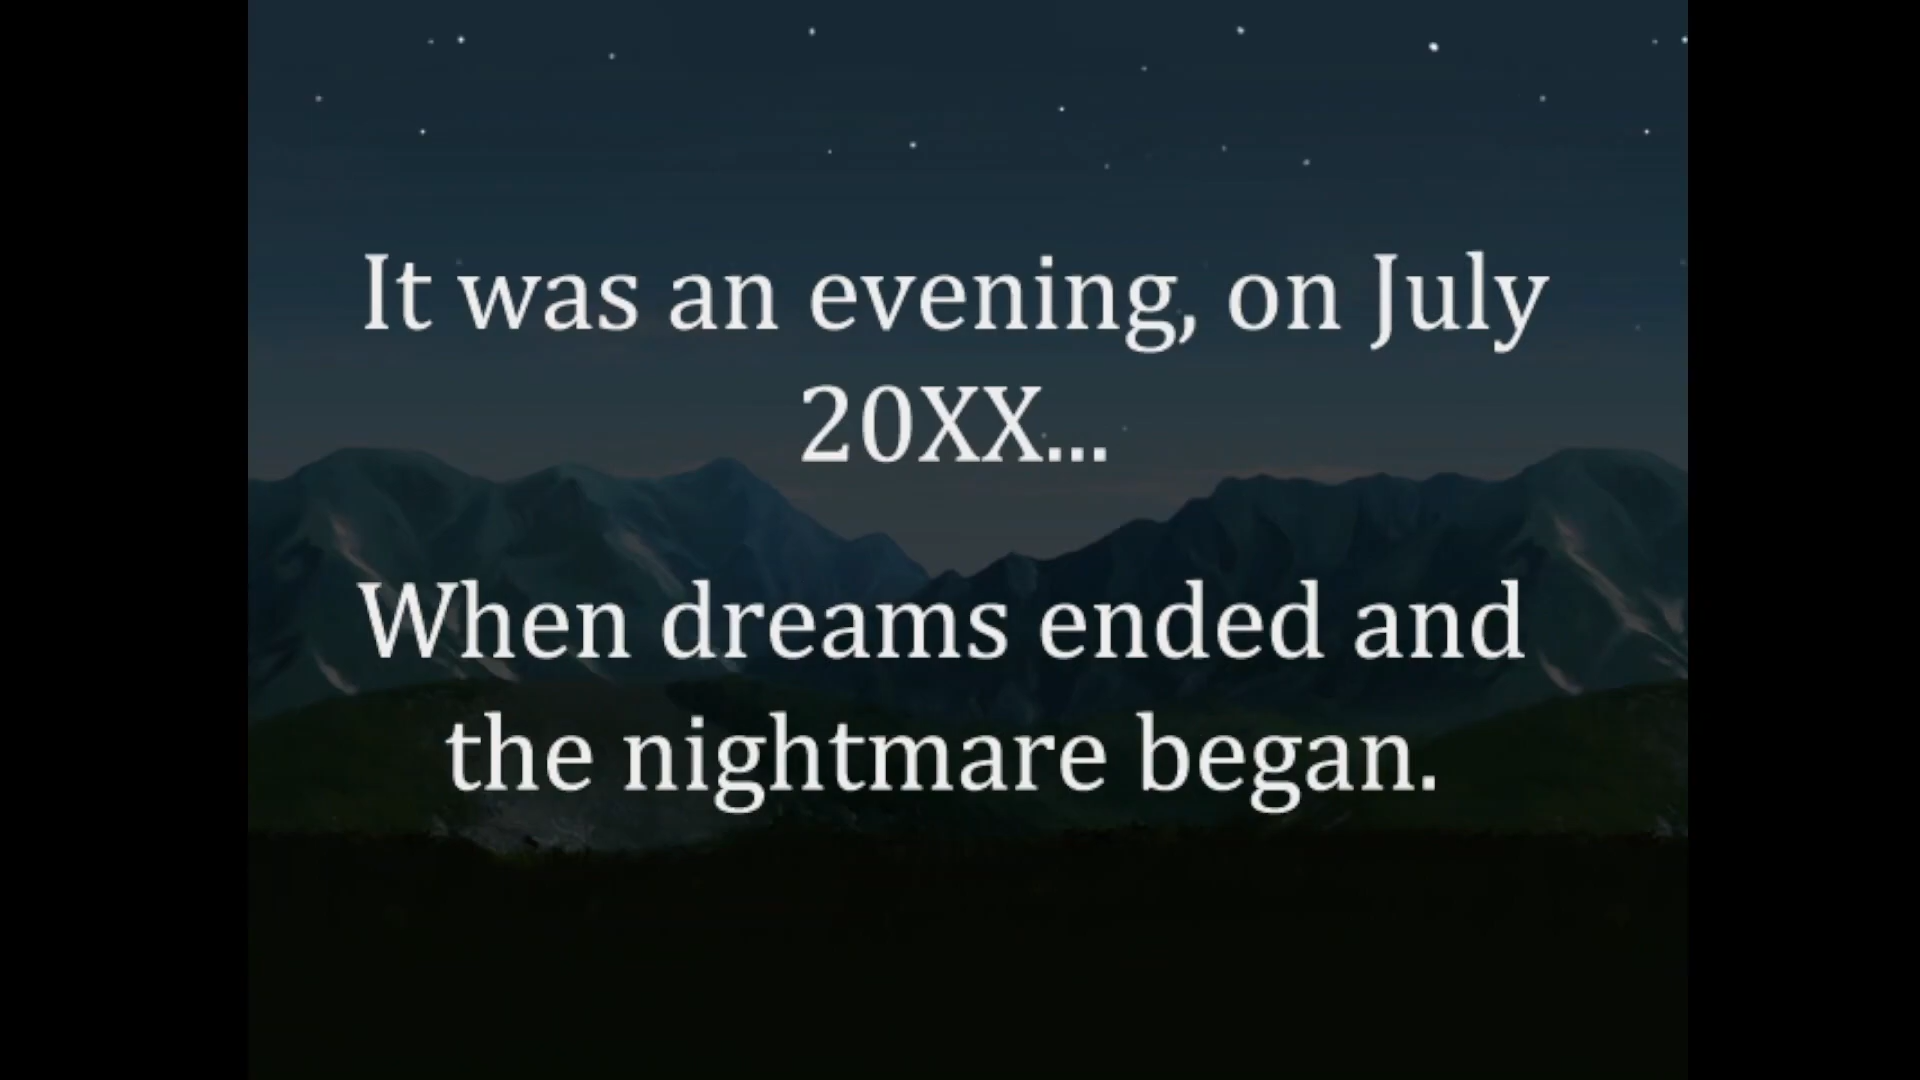 It was an evening, on July
20XX...
When dreams ended and
the nightmare began.